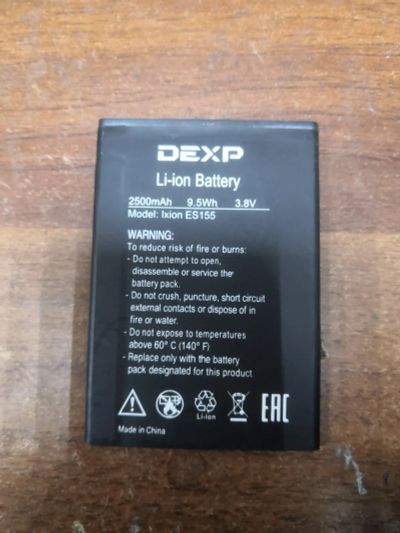 DEXP
Li-ion Battery
2500mAh 9.5Wh 3.8V
Model: Ixion ES155
WARNING:
To reduce risk of fire or burns:
- Do not attempt to open,
disassemble or service the
battery pack.
- Do not crush, puncture, short circuit
external contacts or dispose of in
fire or water.
- Do not expose to temperatures
above 60° C (140° F)
- Replace only with the battery
pack designated for this product
Li-ion
EAC
Made in China